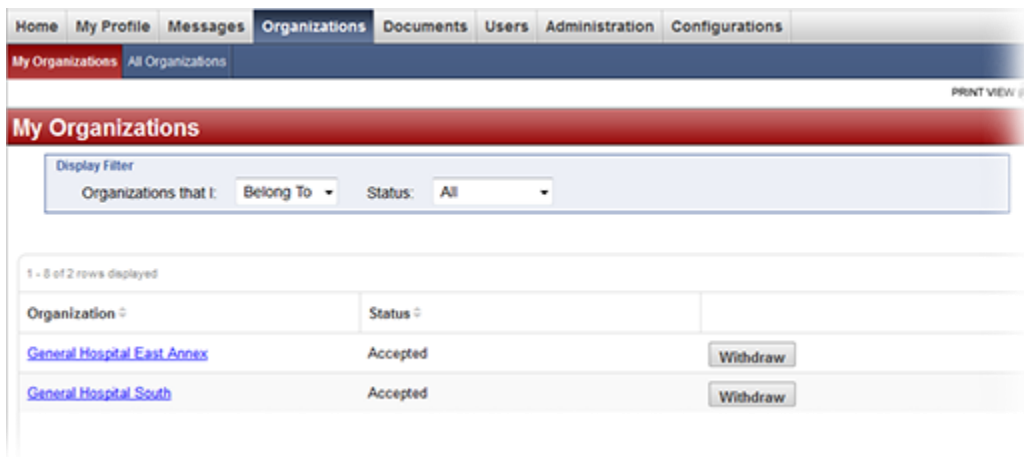 Home My Profile Messages Organizations Documents Users Administration Configurations
My Organizations All Organizations
PRINT VIEW
My Organizations
Display Filter
Organizations that I: Belong To Status: All
1 - 8 of 2 rows displayed
Organization Status
General Hospital East Annex Accepted Withdraw
General Hospital South Accepted Withdraw